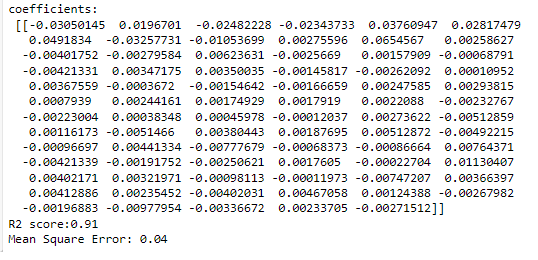 coefficients:
[[-0.03050145 0.0196701 -0.02482228 -0.02343733 0.03760947 0.02817479
0.0491834 -0.03257731 -0.01053699 0.00275596 0.0654567 0.00258627
-0.00401752 -0.00279584 0.00623631 -0.0025669 0.00157909 -0.00068791
-0.00421331 0.00347175 0.00350035 -0.00145817 -0.00262092 0.00010952
0.00367559 -0.0003672 -0.00154642 -0.00166659 0.00247585 0.00293815
0.0007939 0.00244161 0.00174929 0.0017919 0.0022088 -0.00232767
-0.00223004 0.00038348 0.00045978 -0.00012037 0.00273622 -0.00512859
0.00116173 -0.0051466 0.00380443 0.00187695 0.00512872 -0.00492215
-0.00096697 0.00441334 -0.00777679 -0.00068373 -0.00086664 0.00764371
-0.00421339 -0.00191752 -0.00250621 0.0017605 -0.00022704 0.01130407
0.00402171 0.00321971 -0.00098113 -0.00011973 -0.00747207 0.00366397
0.00412886 0.00235452 -0.00402031 0.00467058 0.00124388 -0.00267982
-0.00196883 -0.00977954 -0.00336672 0.00233705 -0.00271512]]
R2 score:0.91
Mean Square Error: 0.04